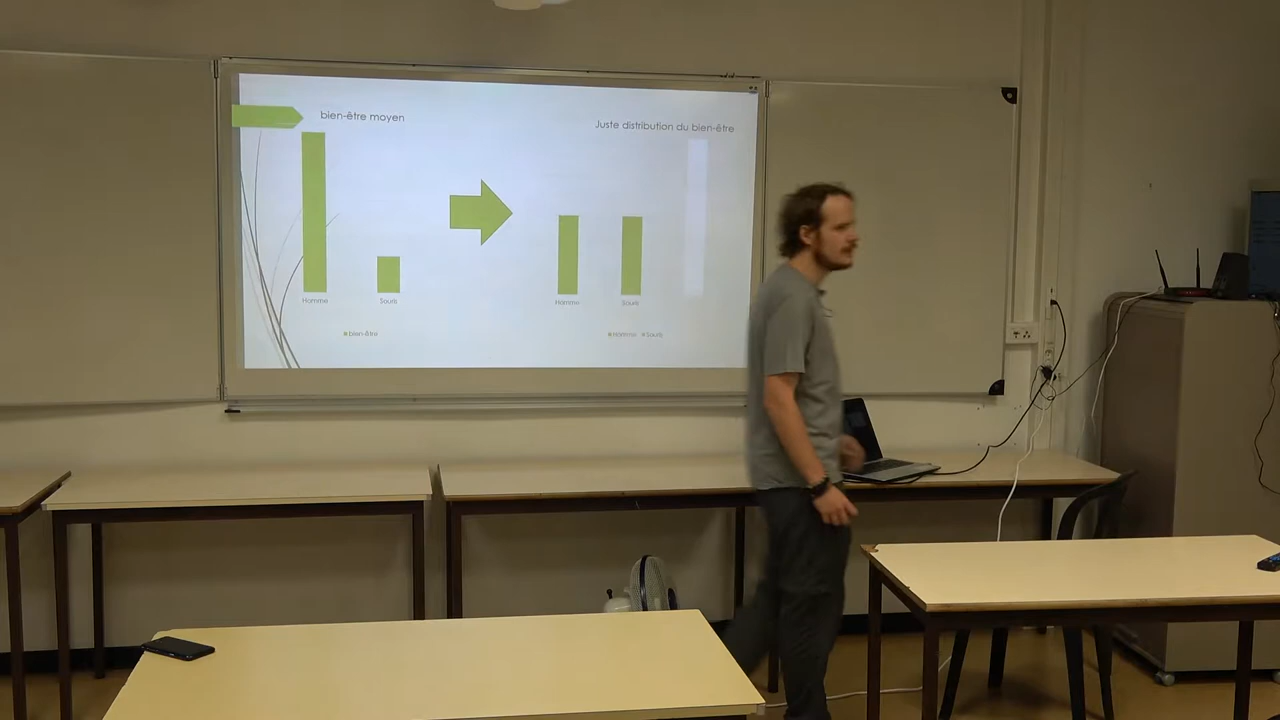 bien-être moyen
Juste distribution du bien-être
Homme
Souris
Homme
Souris
bien-être
Homme
Souris